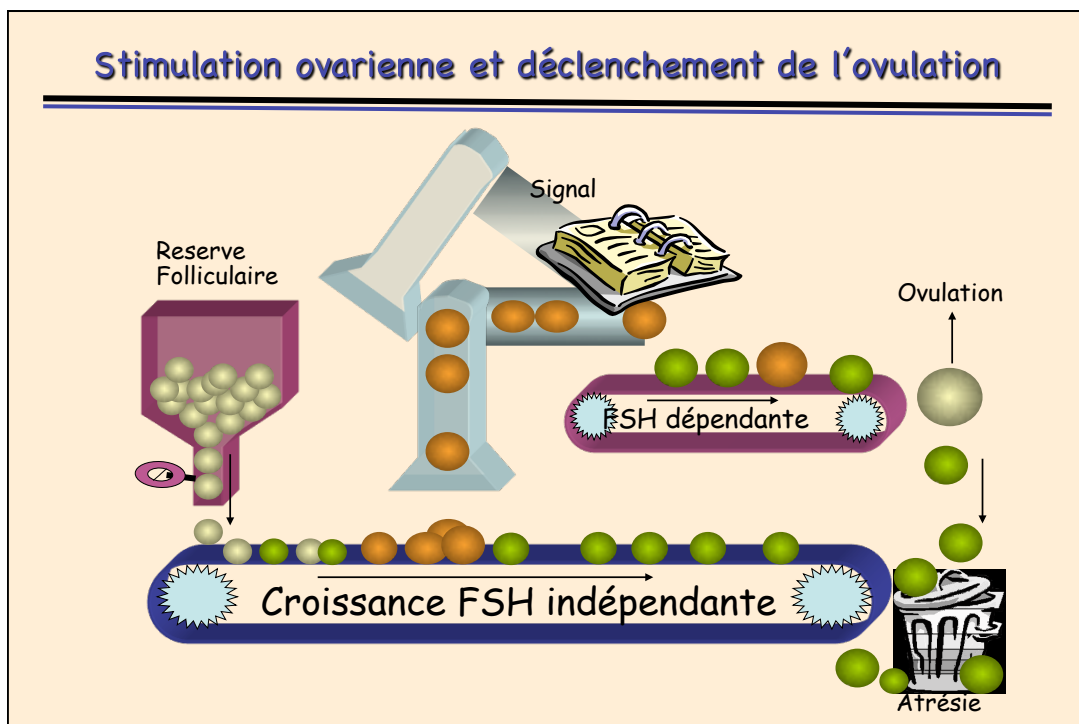 Stimulation ovarienne et déclenchement de l'ovulation
Signal
Reserve
Folliculaire
Ovulation
FSH dépendante
Croissance FSH indépendante
Atrésie